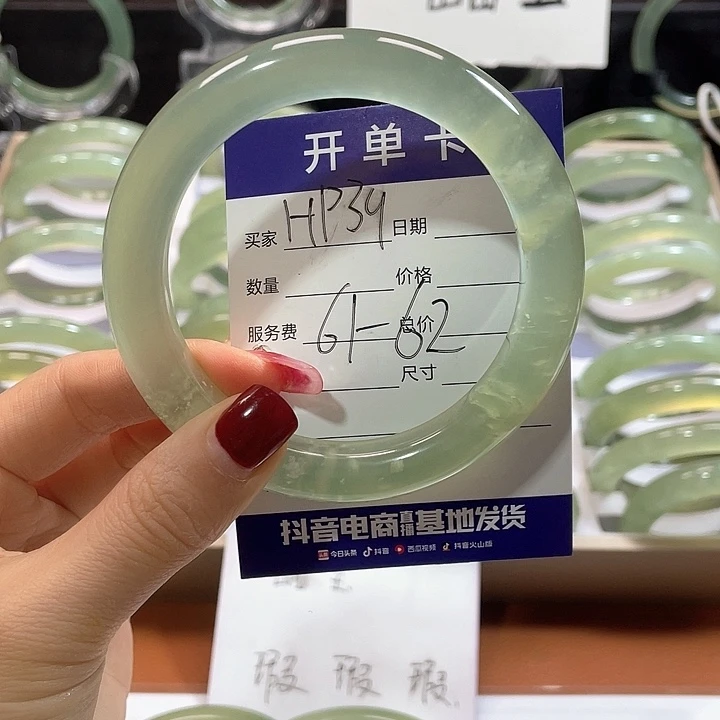 开单卡
买家 HP39 日期
数量 价格
服务费 61-62 总价
尺寸
抖音电商直播基地发货
今日头条 抖音 西瓜视频 抖音火山版
瑕 瑕 瑕